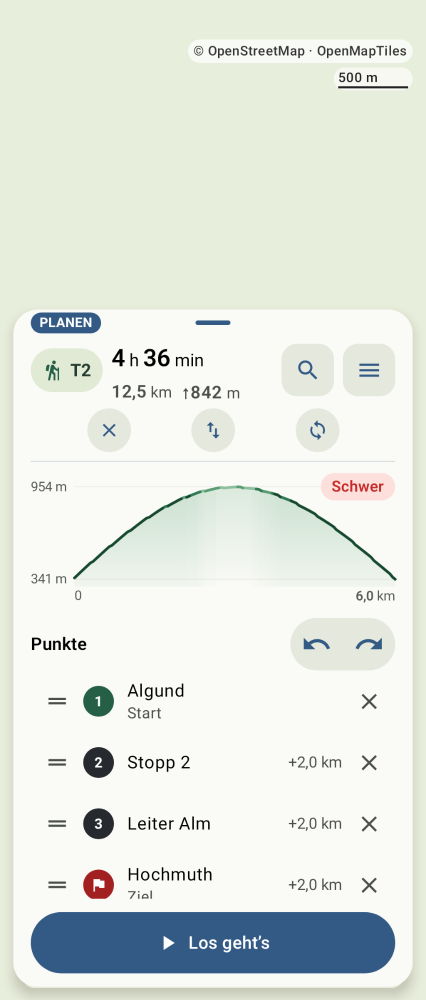 © OpenStreetMap · OpenMapTiles
500 m
PLANEN
T2
4 h 36 min
12,5 km ↑842 m
954 m
Schwer
341 m
0
6,0 km
Punkte
1
Algund
Start
2
Stopp 2
+2,0 km
3
Leiter Alm
+2,0 km
Hochmuth
+2,0 km
Ziel
Los geht's